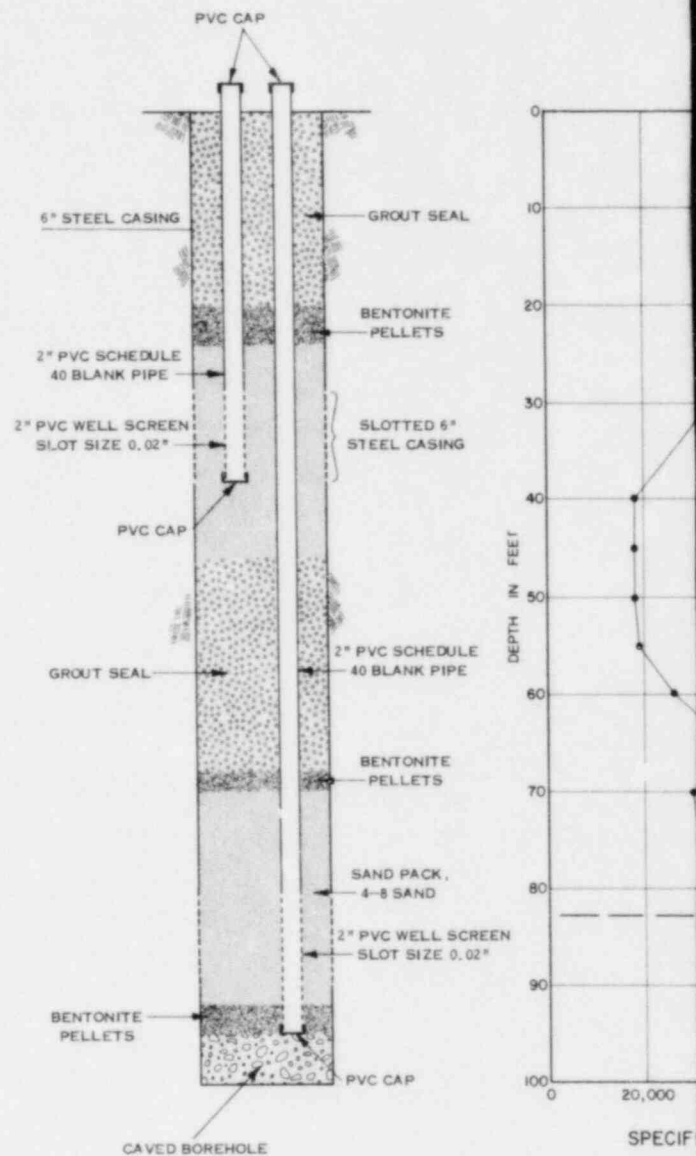 PVC CAP
6" STEEL CASING
GROUT SEAL
BENTONITE
PELLETS
2" PVC SCHEDULE
40 BLANK PIPE
2" PVC WELL SCREEN
SLOT SIZE 0.02"
SLOTTED 6"
STEEL CASING
PVC CAP
GROUT SEAL
2" PVC SCHEDULE
40 BLANK PIPE
BENTONITE
PELLETS
SAND PACK,
4-8 SAND
2" PVC WELL SCREEN
SLOT SIZE 0.02"
BENTONITE
PELLETS
PVC CAP
CAVED BOREHOLE
0
10
20
30
40
50
60
70
80
90
100
DEPTH IN FEET
0
20,000
SPECIF